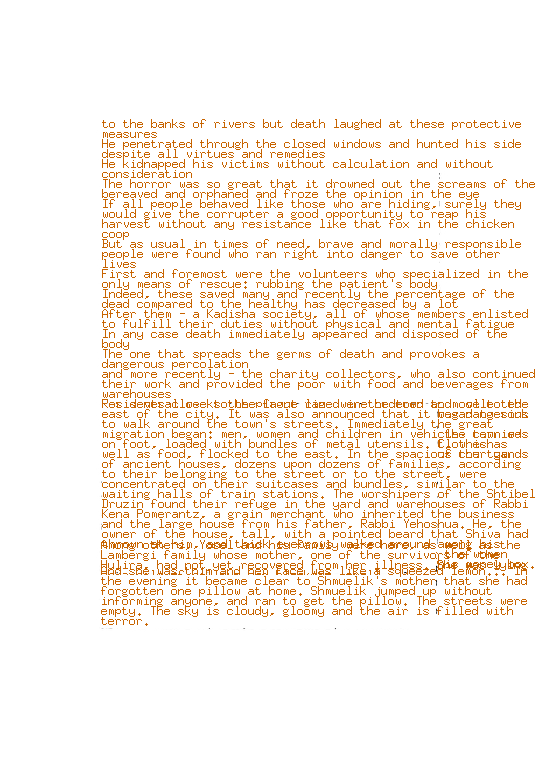 to the banks of rivers but death laughed at these protective
measures
He penetrated through the closed windows and hunted his side
despite all virtues and remedies
He kidnapped his victims without calculation and without
consideration
The horror was so great that it drowned out the screams of the
bereaved and orphaned and froze the opinion in the eye
If all people behaved like those who are hiding, surely they
would give the corrupter a good opportunity to reap his
harvest without any resistance like that fox in the chicken
coop
But as usual in times of need, brave and morally responsible
people were found who ran right into danger to save other
lives
First and foremost were the volunteers who specialized in the
only means of rescue: rubbing the patient's body
Indeed, these saved many and recently the percentage of the
dead compared to the healthy has decreased by a lot
After them - a Kadisha society, all of whose members enlisted
to fulfill their duties without physical and mental fatigue
In any case death immediately appeared and disposed of the
body
The one that spreads the germs of death and provokes a
dangerous percolation
and more recently - the charity collectors, who also continued
their work and provided the poor with food and beverages from
warehouses
east of the city. It was also announced that it was dangerous
to walk around the town's streets. Immediately the great
migration began: men, women and children in vehicles
on foot, loaded with bundles of metal utensils.
well as food, flocked to the east. In the spacious courtyards
of ancient houses, dozens upon dozens of families, according
to their belonging to the street or to the street, were
concentrated on their suitcases and bundles, similar to the
waiting halls of train stations. The worshipers of the Shtibel
Druzin found their refuge in the yard and warehouses of Rabbi
Kena Pomerantz, a grain merchant who inherited the business
and the large house from his father, Rabbi Yehoshua. He, the
owner of the house, tall, with a pointed beard that Shiva had
Lambergi family whose mother, one of the survivors of the
Hulira, had not yet recovered from her illness.
the evening it became clear to Shmuelik's mother that she had
forgotten one pillow at home. Shmuelik jumped up without
informing anyone, and ran to get the pillow. The streets were
empty. The sky is cloudy, gloomy and the air is filled with
terror.